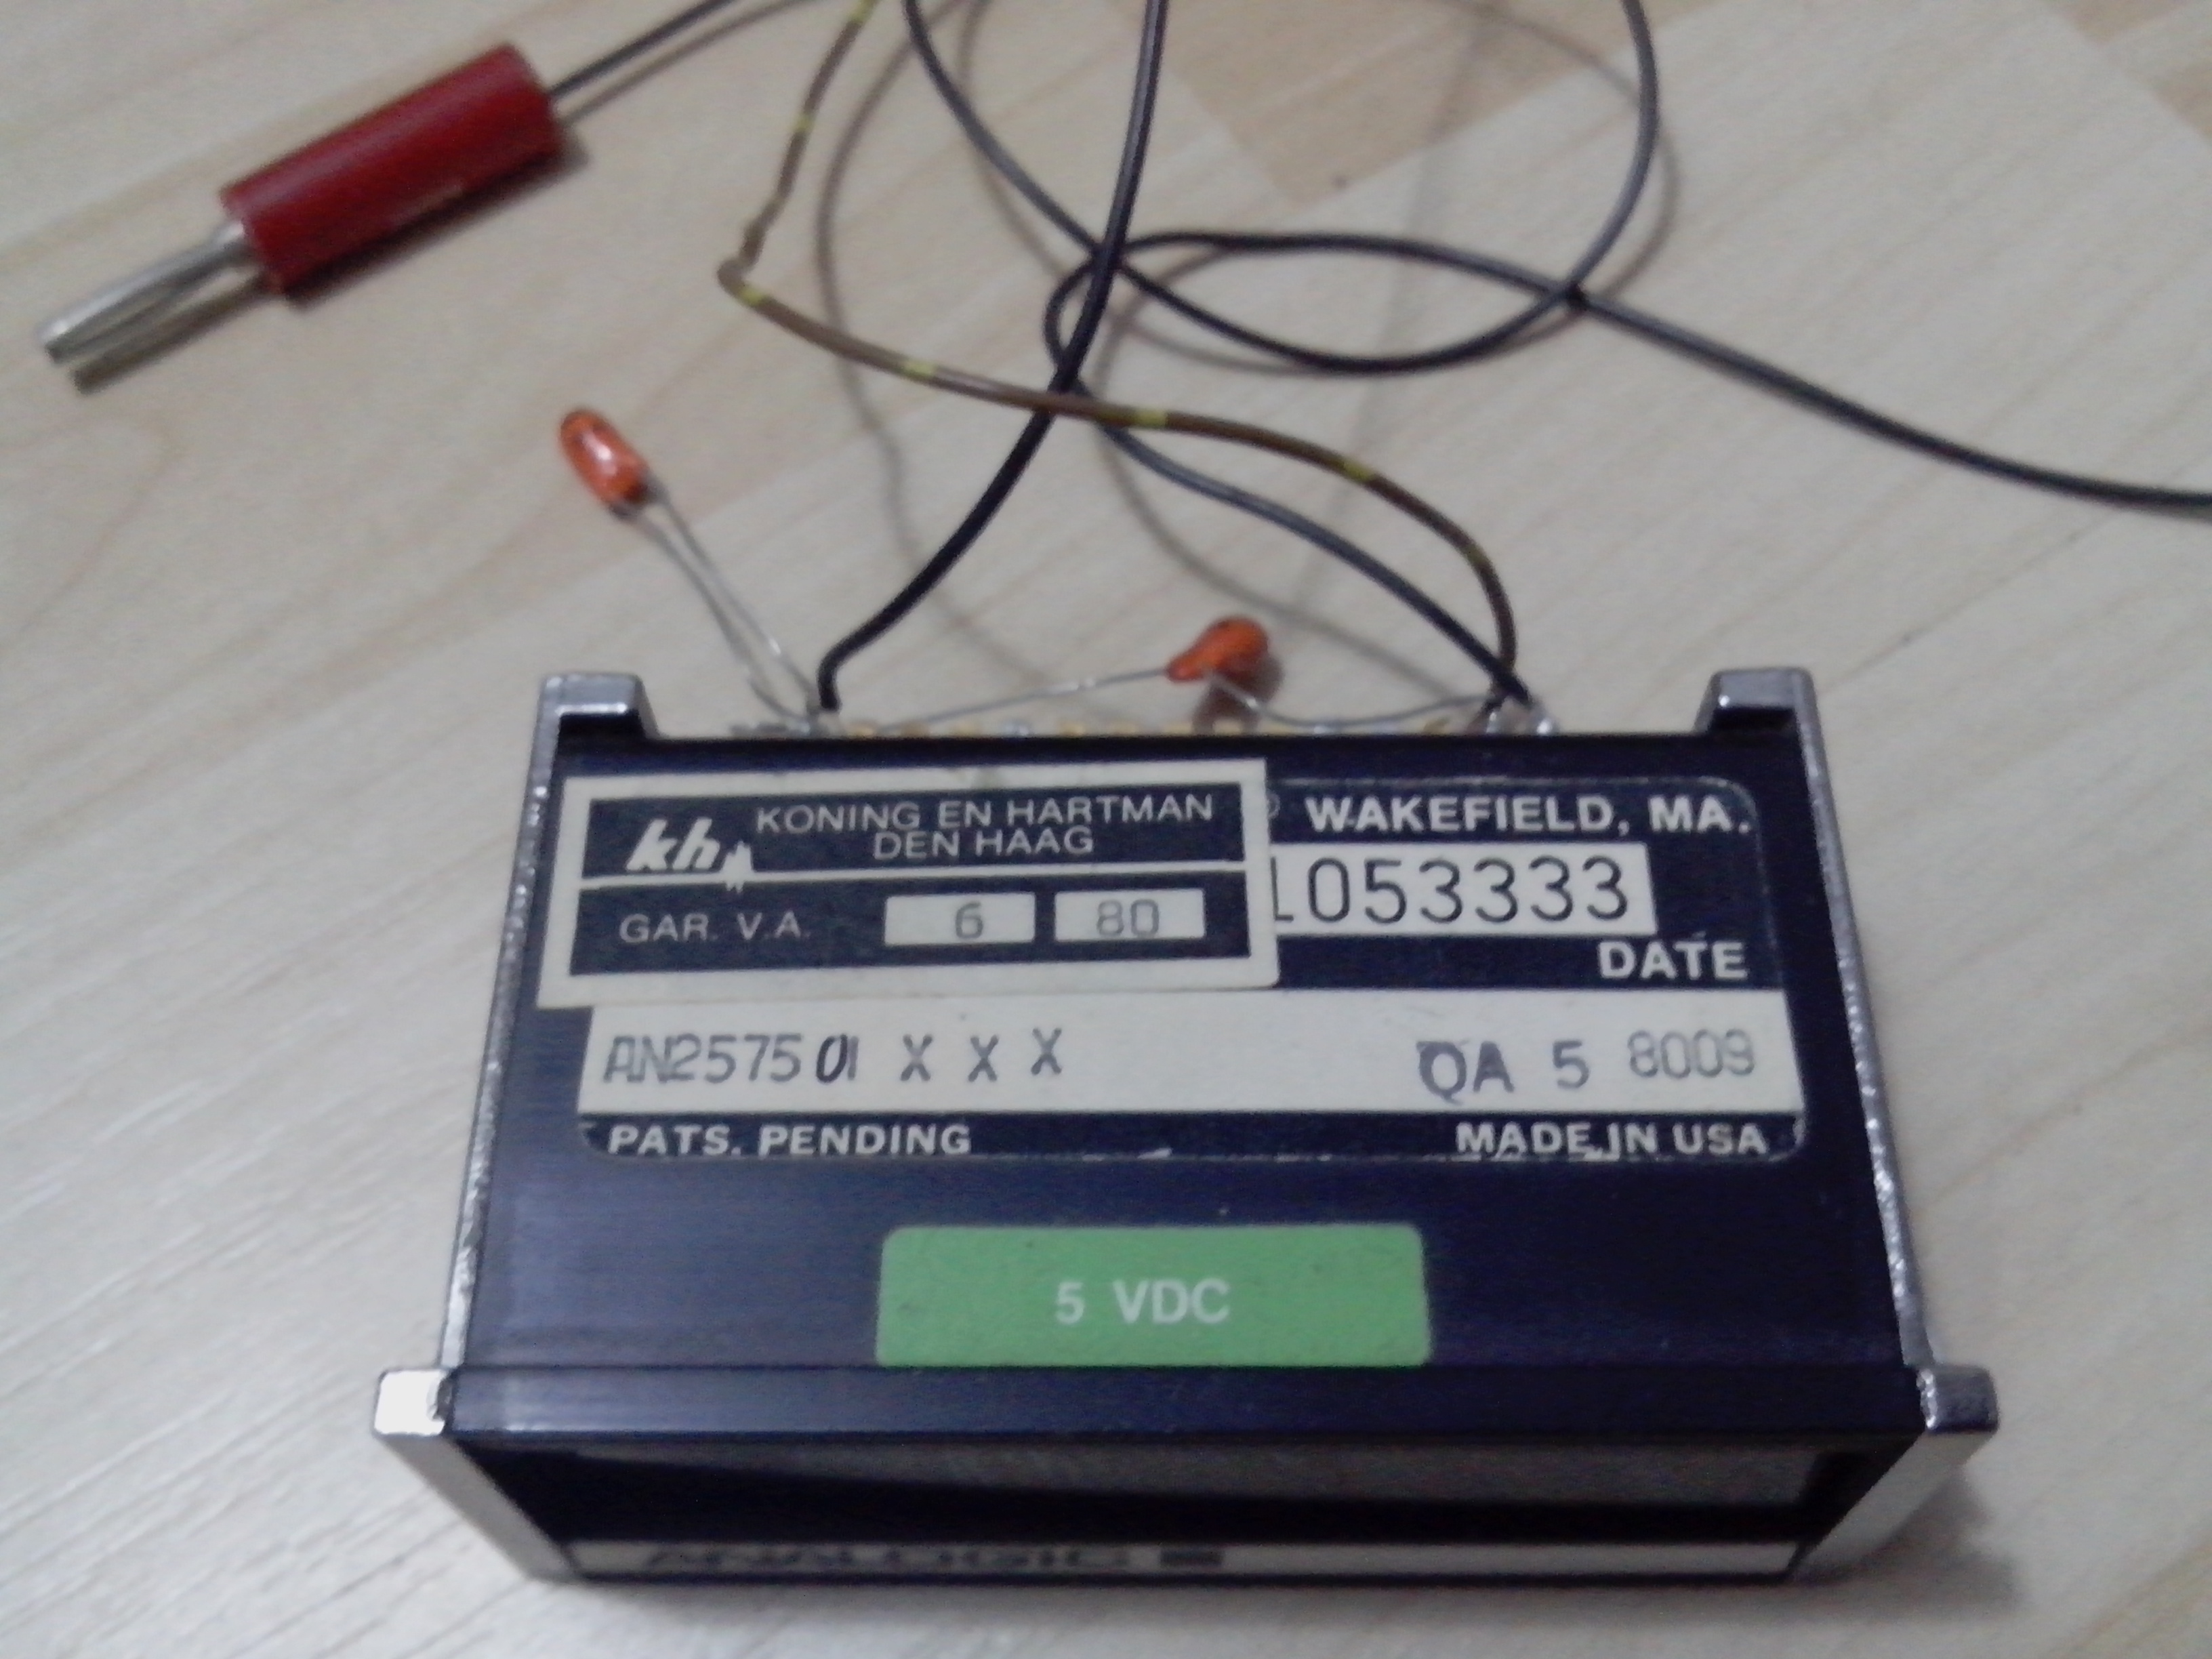 kh KONING EN HARTMAN
DEN HAAG
GAR. V.A. 6 80
WAKEFIELD, MA.
1053333
DATE
AN2575 01 X X X QA 5 8009
PATS. PENDING MADE IN USA
5 VDC
ANALOGIC